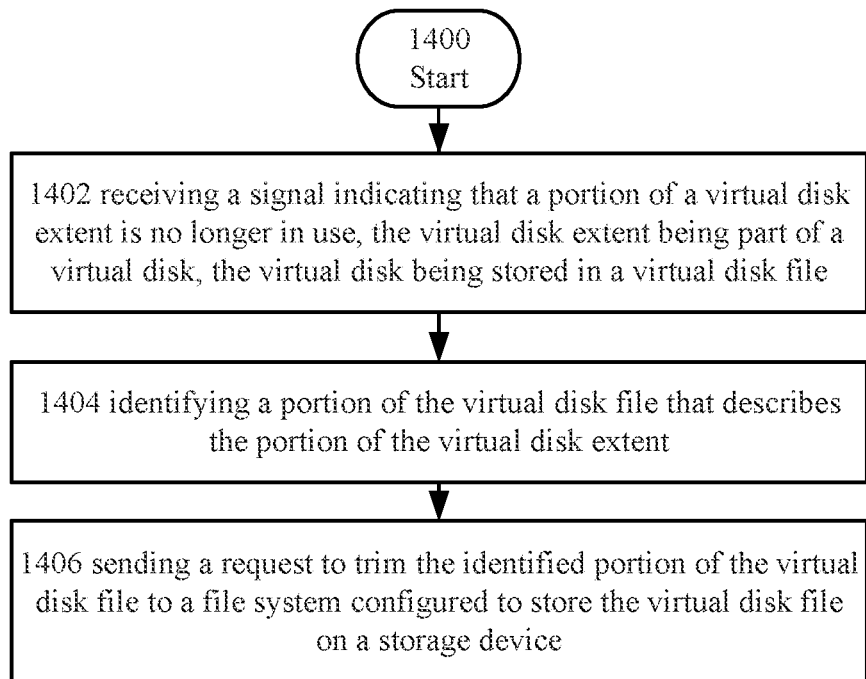 1400
Start
1402 receiving a signal indicating that a portion of a virtual disk
extent is no longer in use, the virtual disk extent being part of a
virtual disk, the virtual disk being stored in a virtual disk file
1404 identifying a portion of the virtual disk file that describes
the portion of the virtual disk extent
1406 sending a request to trim the identified portion of the virtual
disk file to a file system configured to store the virtual disk file
on a storage device